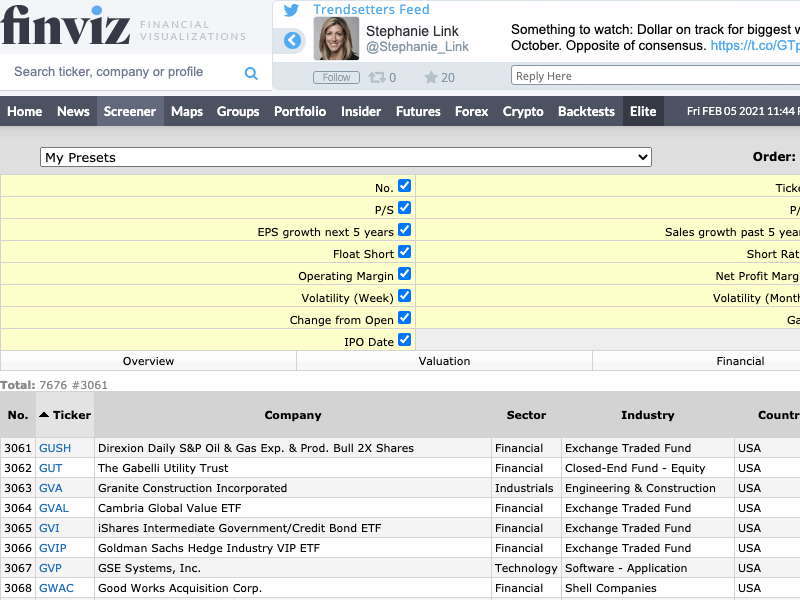 finviz FINANCIAL VISUALIZATIONS
Trendsetters Feed
Stephanie Link
@Stephanie_Link
Something to watch: Dollar on track for biggest w
October. Opposite of consensus. https://t.co/GTp
Follow 0 20
Reply Here
Search ticker, company or profile
Home News Screener Maps Groups Portfolio Insider Futures Forex Crypto Backtests Elite Fri FEB 05 2021 11:44 P
My Presets Order:
No. Ticke
P/S P/
EPS growth next 5 years Sales growth past 5 year
Float Short Short Rat
Operating Margin Net Profit Marg
Volatility (Week) Volatility (Month
Change from Open Ga
IPO Date
Overview Valuation Financial
Total: 7676 #3061
No. Ticker Company Sector Industry Countr
3061 GUSH Direxion Daily S&P Oil & Gas Exp. & Prod. Bull 2X Shares Financial Exchange Traded Fund USA
3062 GUT The Gabelli Utility Trust Financial Closed-End Fund - Equity USA
3063 GVA Granite Construction Incorporated Industrials Engineering & Construction USA
3064 GVAL Cambria Global Value ETF Financial Exchange Traded Fund USA
3065 GVI iShares Intermediate Government/Credit Bond ETF Financial Exchange Traded Fund USA
3066 GVIP Goldman Sachs Hedge Industry VIP ETF Financial Exchange Traded Fund USA
3067 GVP GSE Systems, Inc. Technology Software - Application USA
3068 GWAC Good Works Acquisition Corp. Financial Shell Companies USA